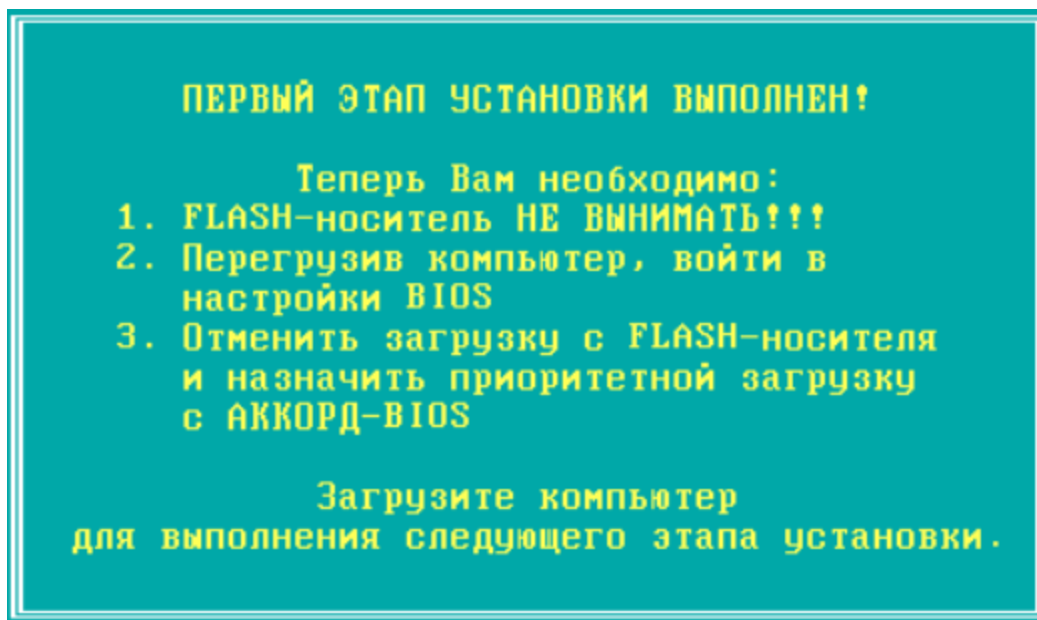 ПЕРВЫЙ ЭТАП УСТАНОВКИ ВЫПОЛНЕН!
Теперь Вам необходимо:
1. FLASH-носитель НЕ ВЫНИМАТЬ!!!
2. Перегрузив компьютер, войти в
настройки BIOS
3. Отменить загрузку с FLASH-носителя
и назначить приоритетной загрузку
с АККОРД-BIOS
Загрузите компьютер
для выполнения следующего этапа установки.